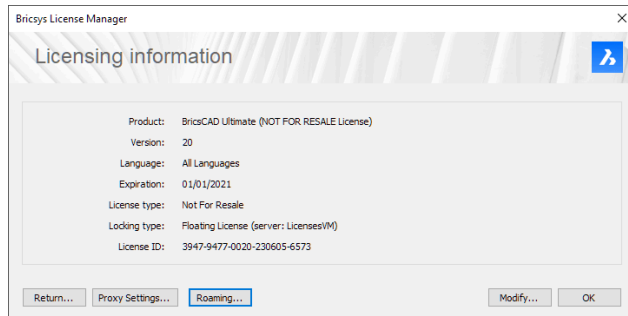 Bricsys License Manager
Licensing information
Product: BricsCAD Ultimate (NOT FOR RESALE License)
Version: 20
Language: All Languages
Expiration: 01/01/2021
License type: Not For Resale
Locking type: Floating License (server: LicensesVM)
License ID: 3947-9477-0020-230605-6573
Return... Proxy Settings... Roaming... Modify... OK